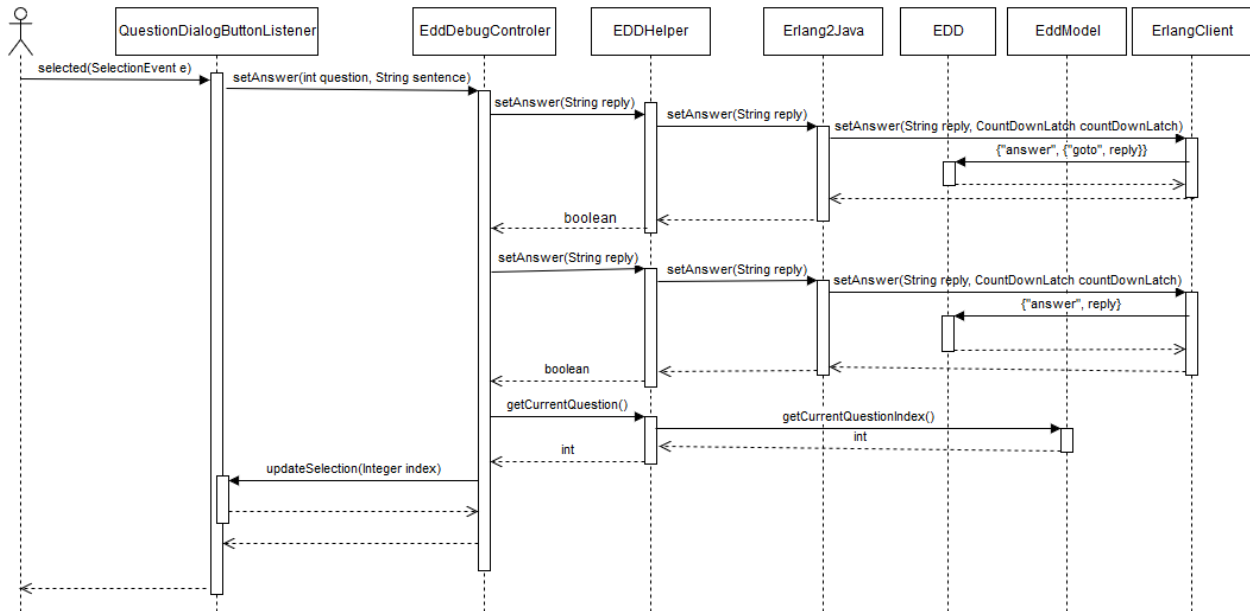 QuestionDialogButtonListener
EddDebugControler
EDDHelper
Erlang2Java
EDD
EddModel
ErlangClient
selected(SelectionEvent e)
setAnswer(int question, String sentence)
setAnswer(String reply)
setAnswer(String reply)
setAnswer(String reply, CountDownLatch countDownLatch)
{"answer", {"goto", reply}}
boolean
setAnswer(String reply)
setAnswer(String reply)
setAnswer(String reply, CountDownLatch countDownLatch)
{"answer", reply}
boolean
getCurrentQuestion()
getCurrentQuestionIndex()
int
int
updateSelection(Integer index)